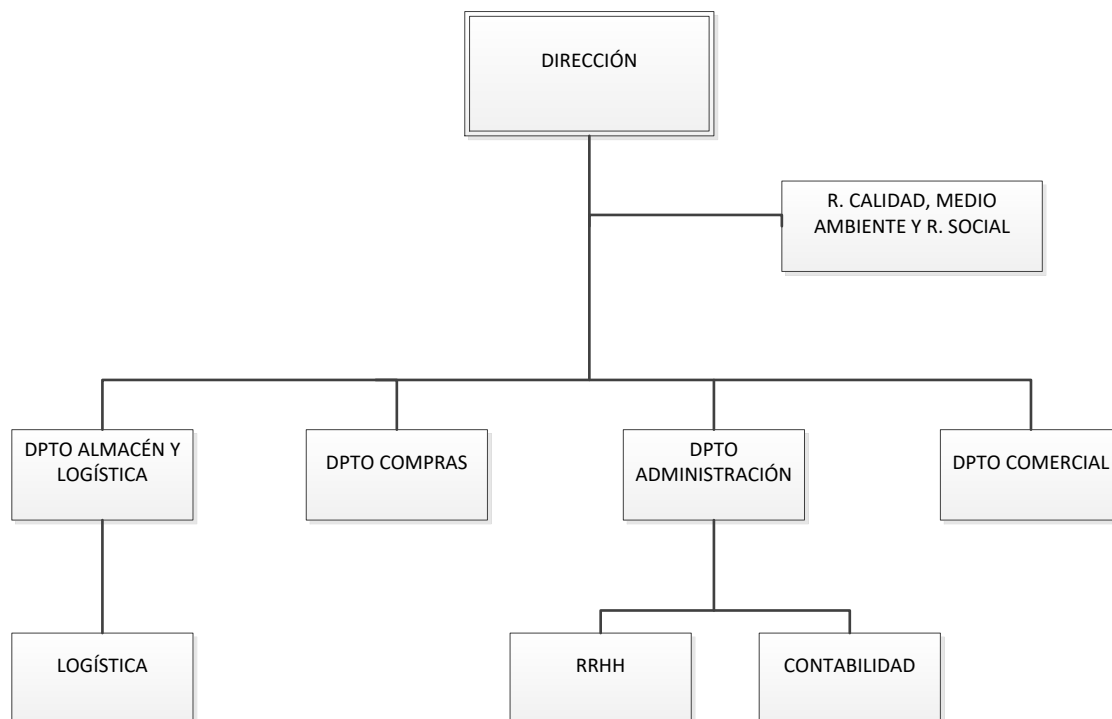 DIRECCIÓN
R. CALIDAD, MEDIO
AMBIENTE Y R. SOCIAL
DPTO ALMACÉN Y
LOGÍSTICA
DPTO COMPRAS
DPTO
ADMINISTRACIÓN
DPTO COMERCIAL
LOGÍSTICA
RRHH
CONTABILIDAD